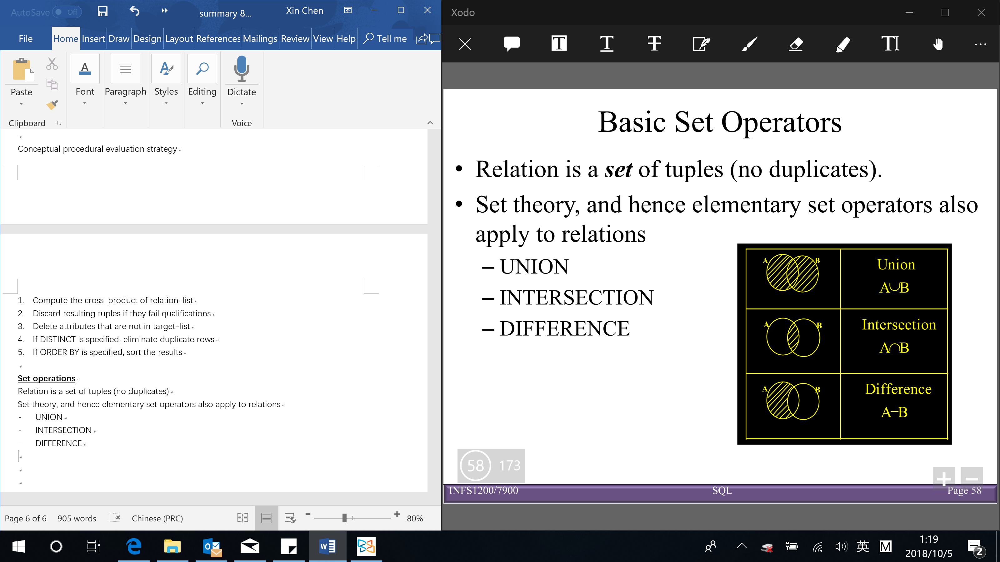 AutoSave Off summary 8... Xin Chen
File Home Insert Draw Design Layout References Mailings Review View Help Tell me
Paste
Font Paragraph Styles Editing Dictate
Clipboard Voice
Conceptual procedural evaluation strategy
1. Compute the cross-product of relation-list
2. Discard resulting tuples if they fail qualifications
3. Delete attributes that are not in target-list
4. If DISTINCT is specified, eliminate duplicate rows
5. If ORDER BY is specified, sort the results
Set operations
Relation is a set of tuples (no duplicates)
Set theory, and hence elementary set operators also apply to relations
- UNION
- INTERSECTION
- DIFFERENCE
Page 6 of 6 905 words Chinese (PRC) 80%
Xodo
Basic Set Operators
• Relation is a set of tuples (no duplicates).
• Set theory, and hence elementary set operators also
apply to relations
– UNION
– INTERSECTION
– DIFFERENCE
A B Union
A∪B
A B Intersection
A∩B
A B Difference
A−B
58 173
INFS1200/7900 SQL Page 58
英 M 1:19
2018/10/5 2